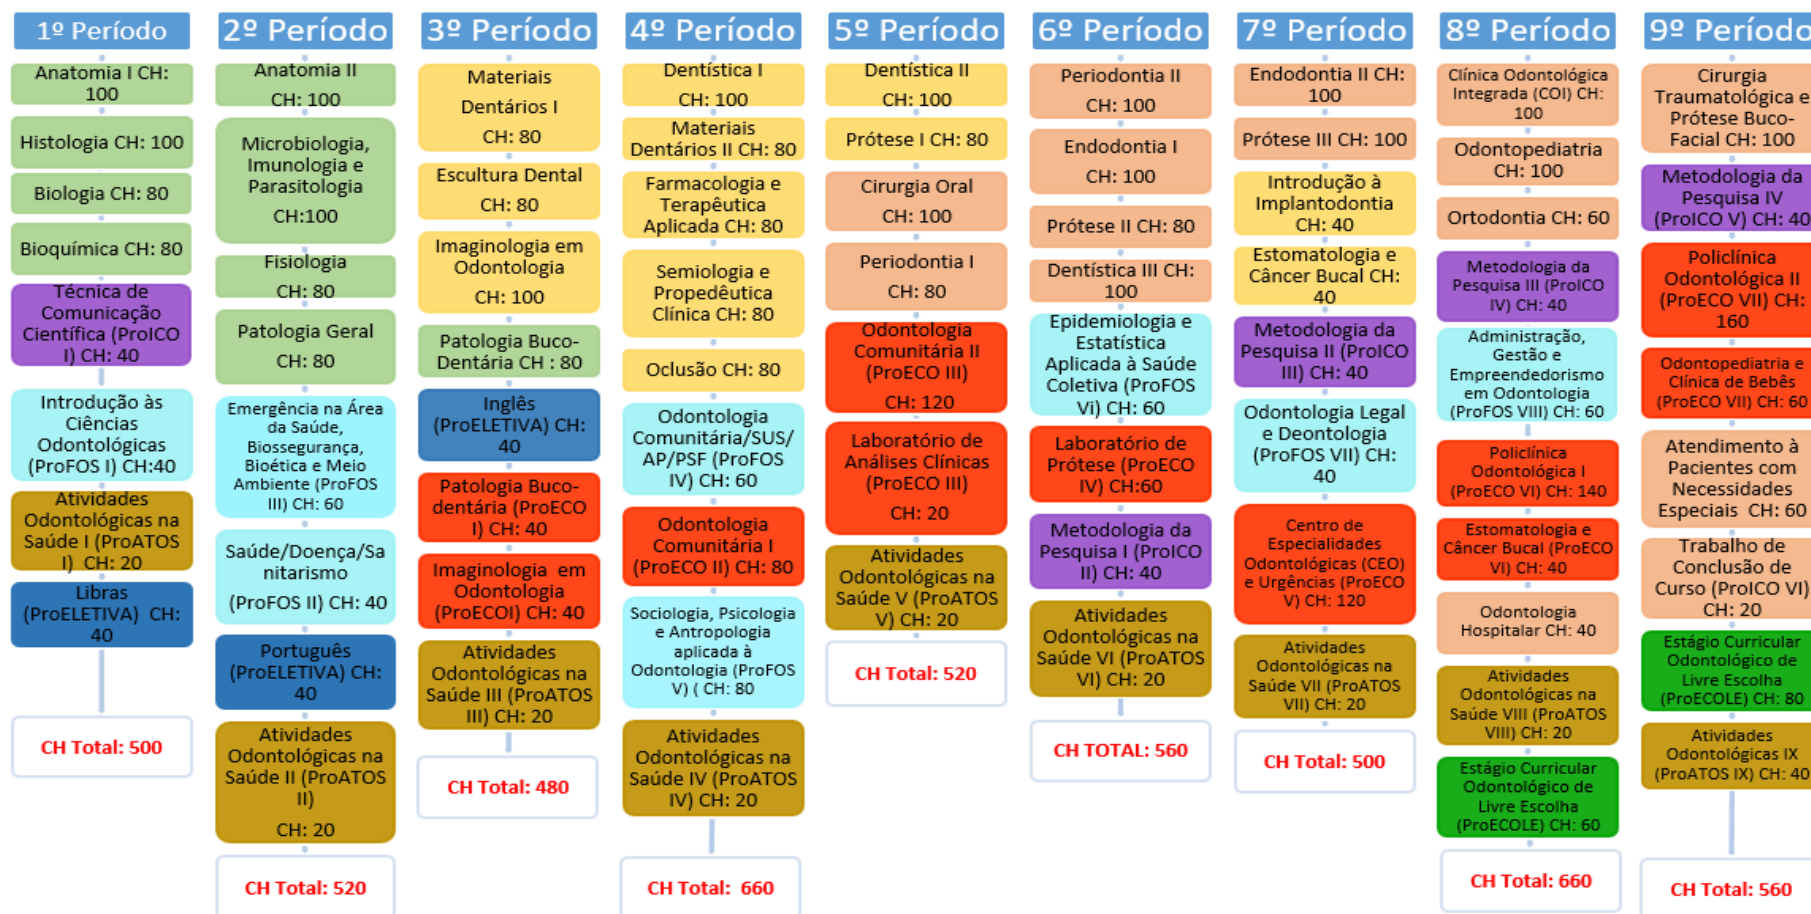 1º Período
Anatomia I CH:
100
Histologia CH: 100
Biologia CH: 80
Bioquímica CH: 80
Técnica de
Comunicação
Científica (ProICO
I) CH: 40
Introdução às
Ciências
Odontológicas
(ProFOS I) CH:40
Atividades
Odontológicas na
Saúde I (ProATOS
I) CH: 20
Libras
(ProELETIVA) CH:
40
CH Total: 500
2º Período
Anatomia II
CH: 100
Microbiologia,
Imunologia e
Parasitologia
CH:100
Fisiologia
CH: 80
Patologia Geral
CH: 80
Emergência na Área
da Saúde,
Biossegurança,
Bioética e Meio
Ambiente (ProFOS
III) CH: 60
Saúde/Doença/Sa
nitarismo
(ProFOS II) CH: 40
Português
(ProELETIVA) CH:
40
Atividades
Odontológicas na
Saúde II (ProATOS
II)
CH: 20
CH Total: 520
3º Período
Materiais
Dentários I
CH: 80
Escultura Dental
CH: 80
Imaginologia em
Odontologia
CH: 100
Patologia Buco-
Dentária CH : 80
Inglês
(ProELETIVA) CH:
40
Patologia Buco-
dentária (ProECO
I) CH: 40
Imaginologia em
Odontologia
(ProECOI) CH: 40
Atividades
Odontológicas na
Saúde III (ProATOS
III) CH: 20
CH Total: 480
4º Período
Dentística I
CH: 100
Materiais
Dentários II CH: 80
Farmacologia e
Terapêutica
Aplicada CH: 80
Semiologia e
Propedêutica
Clínica CH: 80
Oclusão CH: 80
Odontologia
Comunitária/SUS/
AP/PSF (ProFOS
IV) CH: 60
Odontologia
Comunitária I
(ProECO II) CH: 80
Sociologia, Psicologia
e Antropologia
aplicada à
Odontologia (ProFOS
V) ( CH: 80
Atividades
Odontológicas na
Saúde IV (ProATOS
IV) CH: 20
CH Total: 660
5º Período
Dentística II
CH: 100
Prótese I CH: 80
Cirurgia Oral
CH: 100
Periodontia I
CH: 80
Odontologia
Comunitária II
(ProECO III)
CH: 120
Laboratório de
Análises Clínicas
(ProECO III)
CH: 20
Atividades
Odontológicas na
Saúde V (ProATOS
V) CH: 20
CH Total: 520
6º Período
Periodontia II
CH: 100
Endodontia I
CH: 100
Prótese II CH: 80
Dentística III CH:
100
Epidemiologia e
Estatística
Aplicada à Saúde
Coletiva (ProFOS
Vi) CH: 60
Laboratório de
Prótese (ProECO
IV) CH:60
Metodologia da
Pesquisa I (ProICO
II) CH: 40
Atividades
Odontológicas na
Saúde VI (ProATOS
VI) CH: 20
CH TOTAL: 560
7º Período
Endodontia II CH:
100
Prótese III CH: 100
Introdução à
Implantodontia
CH: 40
Estomatologia e
Câncer Bucal CH:
40
Metodologia da
Pesquisa II (ProICO
III) CH: 40
Odontologia Legal
e Deontologia
(ProFOS VII) CH:
40
Centro de
Especialidades
Odontológicas (CEO)
e Urgências (ProECO
V) CH: 120
Atividades
Odontológicas na
Saúde VII (ProATOS
VII) CH: 20
CH Total: 500
8º Período
Clínica Odontológica
Integrada (COI) CH:
100
Odontopediatria
CH: 100
Ortodontia CH: 60
Metodologia da
Pesquisa III (ProICO
IV) CH: 40
Administração,
Gestão e
Empreendedorismo
em Odontologia
(ProFOS VIII) CH: 60
Policlínica
Odontológica I
(ProECO VI) CH: 140
Estomatologia e
Câncer Bucal (ProECO
VI) CH: 40
Odontologia
Hospitalar CH: 40
Atividades
Odontológicas na
Saúde VIII (ProATOS
VIII) CH: 20
Estágio Curricular
Odontológico de
Livre Escolha
(ProECOLE) CH: 60
CH Total: 660
9º Período
Cirurgia
Traumatológica e
Prótese Buco-
Facial CH: 100
Metodologia da
Pesquisa IV
(ProICO V) CH: 40
Policlínica
Odontológica II
(ProECO VII) CH:
160
Odontopediatria e
Clínica de Bebês
(ProECO VII) CH: 60
Atendimento à
Pacientes com
Necessidades
Especiais CH: 60
Trabalho de
Conclusão de
Curso (ProICO VI)
CH: 20
Estágio Curricular
Odontológico de
Livre Escolha
(ProECOLE) CH: 80
Atividades
Odontológicas IX
(ProATOS IX) CH: 40
CH Total: 560